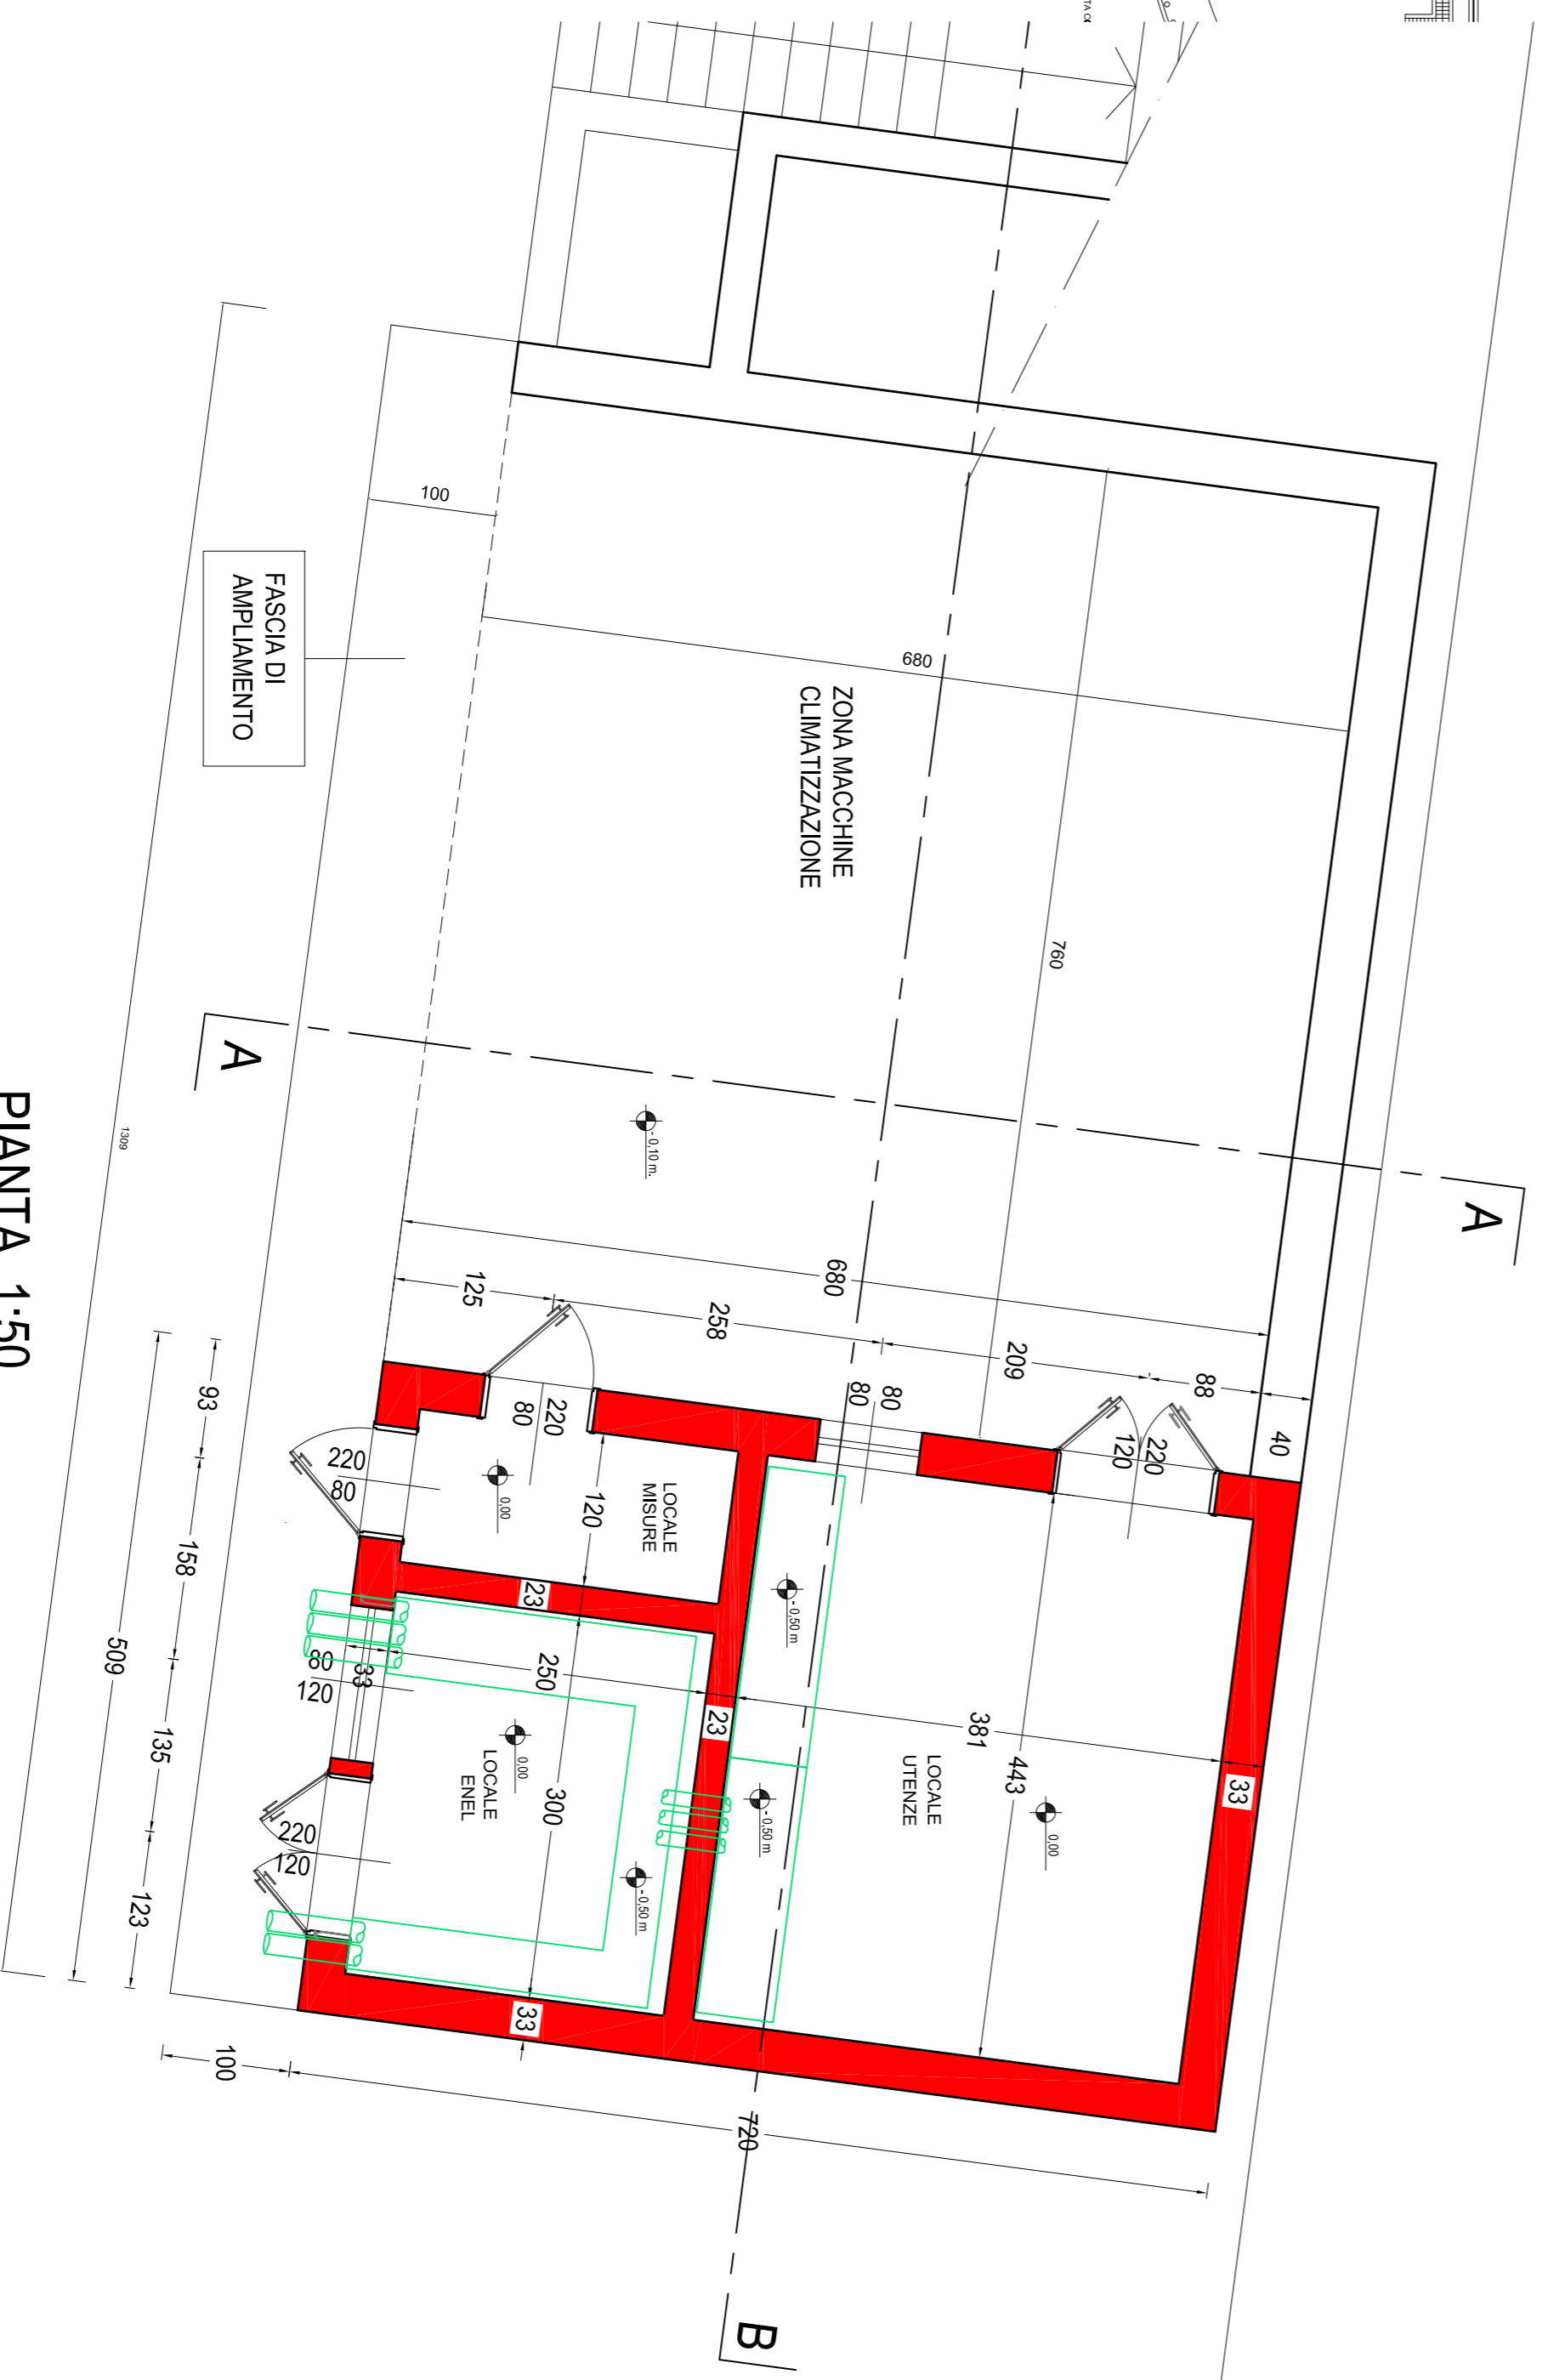 TA
100
FASCIA DI
AMPLIAMENTO
680
ZONA MACCHINE
CLIMATIZZAZIONE
760
A
A
- 0,10 m.
1309
PIANTA 1:50
680
125
258
209
88
40
80
80
220
80
220
120
220
80
0,00
LOCALE
MISURE
120
23
93
158
135
123
509
80
120
33
250
23
381
443
33
- 0,50 m
- 0,50 m
- 0,50 m
LOCALE
UTENZE
0,00
0,00
LOCALE
ENEL
300
220
120
33
100
720
B